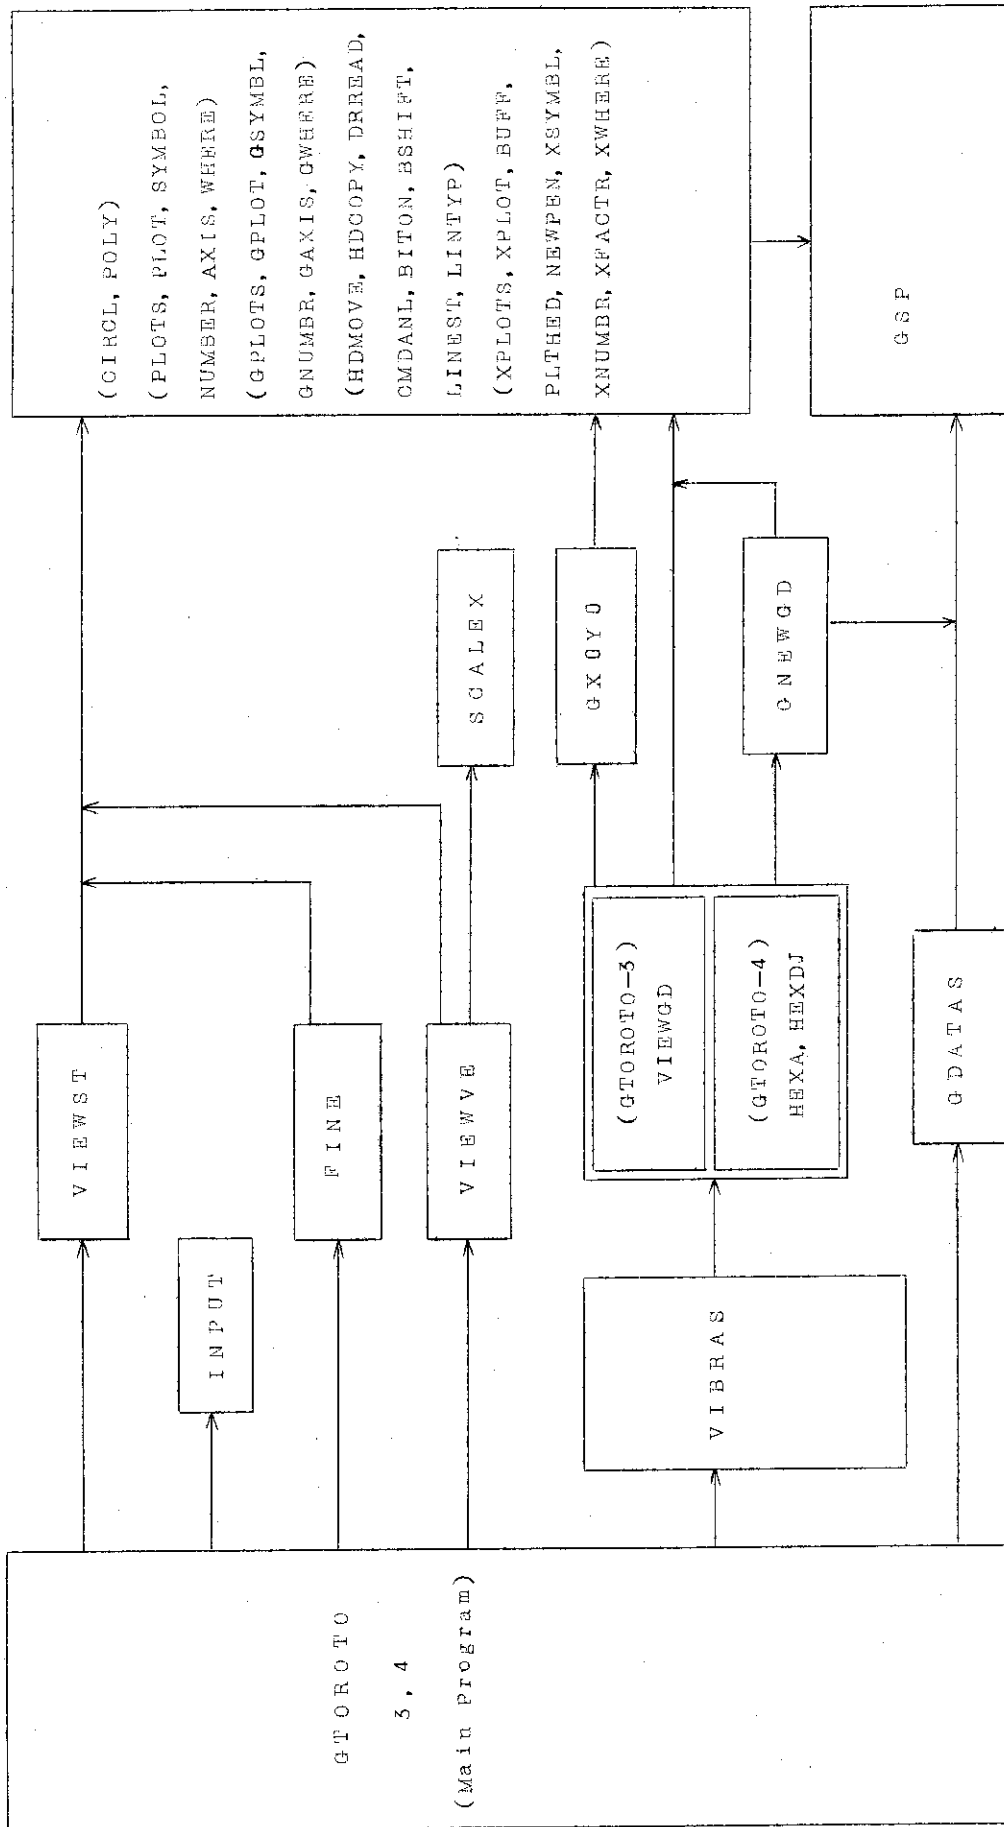 GTOROTO
3, 4
(Main Program)
VIEWST
INPUT
FINE
VIEWVE
VIBRAS
(GTOROTO-3)
VIEWGD
(GTOROTO-4)
HEXA, HEXDJ
GDATAS
SCALEX
GX0Y0
GNEWGD
(CIRCL, POLY)
(PLOTS, PLOT, SYMBOL,
NUMBER, AXIS, WHERE)
(GPLOTS, GPLOT, GSYMBL,
GNUMBR, GAXIS, GWHERE)
(HDMOVE, HDCOPY, DRREAD,
CMDANL, BITON, BSHIFT,
LINEST, LINTYP)
(XPLOTS, XPLOT, BUFF,
PLTHED, NEWPEN, XSYMBL,
XNUMBR, XFACTR, XWHERE)
GSP